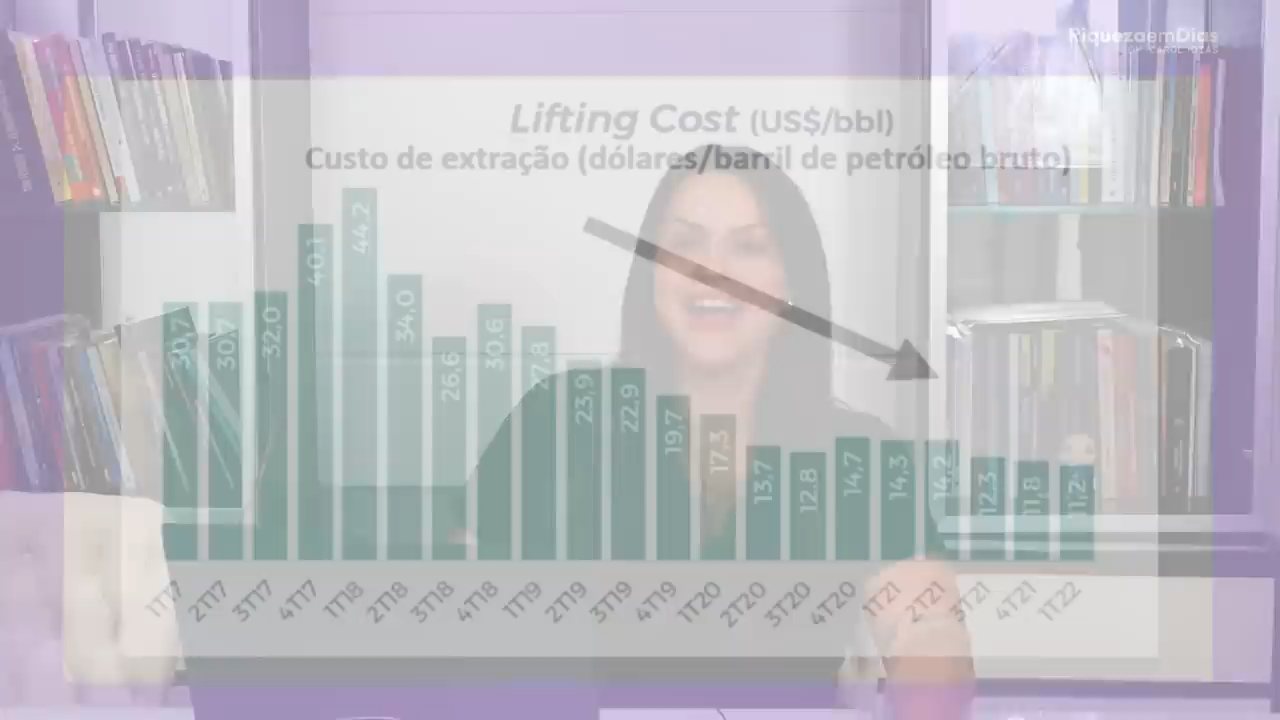 RiquezaemDias
Lifting Cost (US$/bbl)
Custo de extração (dólares/barril de petróleo bruto)
30,7
30,7
32,0
40,1
44,2
34,0
26,6
30,6
27,8
23,9
22,9
19,7
17,3
13,7
12,8
14,7
14,3
14,2
12,3
11,8
11,2
1T17
2T17
3T17
4T17
1T18
2T18
3T18
4T18
1T19
2T19
3T19
4T19
1T20
2T20
3T20
4T20
1T21
2T21
3T21
4T21
1T22